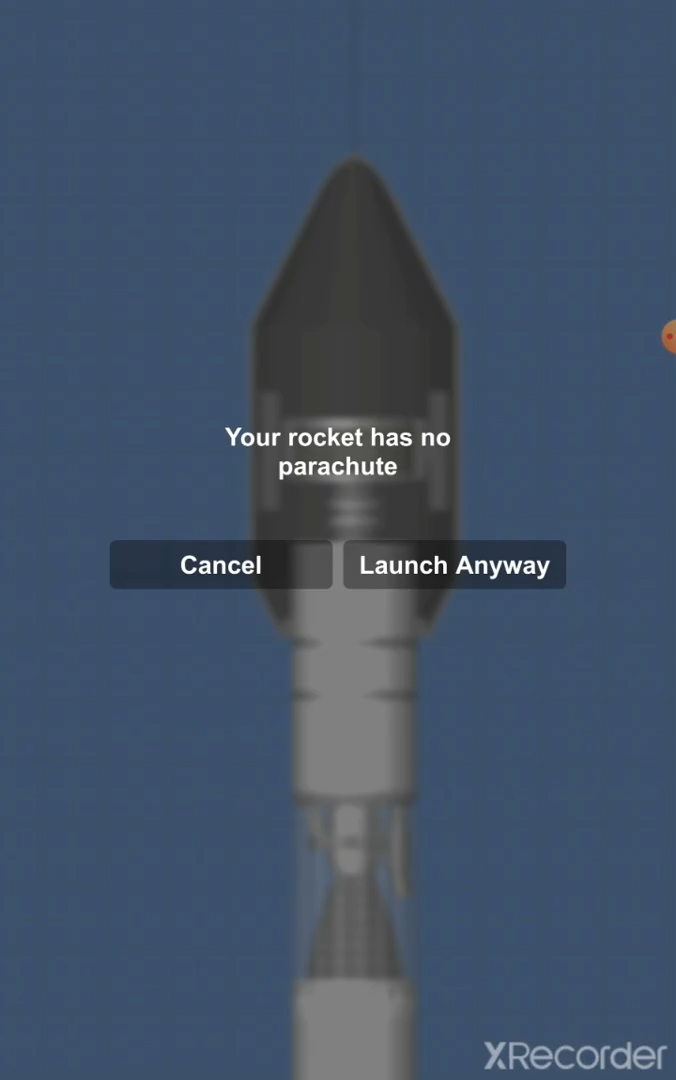 Your rocket has no
parachute
Cancel
Launch Anyway
XRecorder